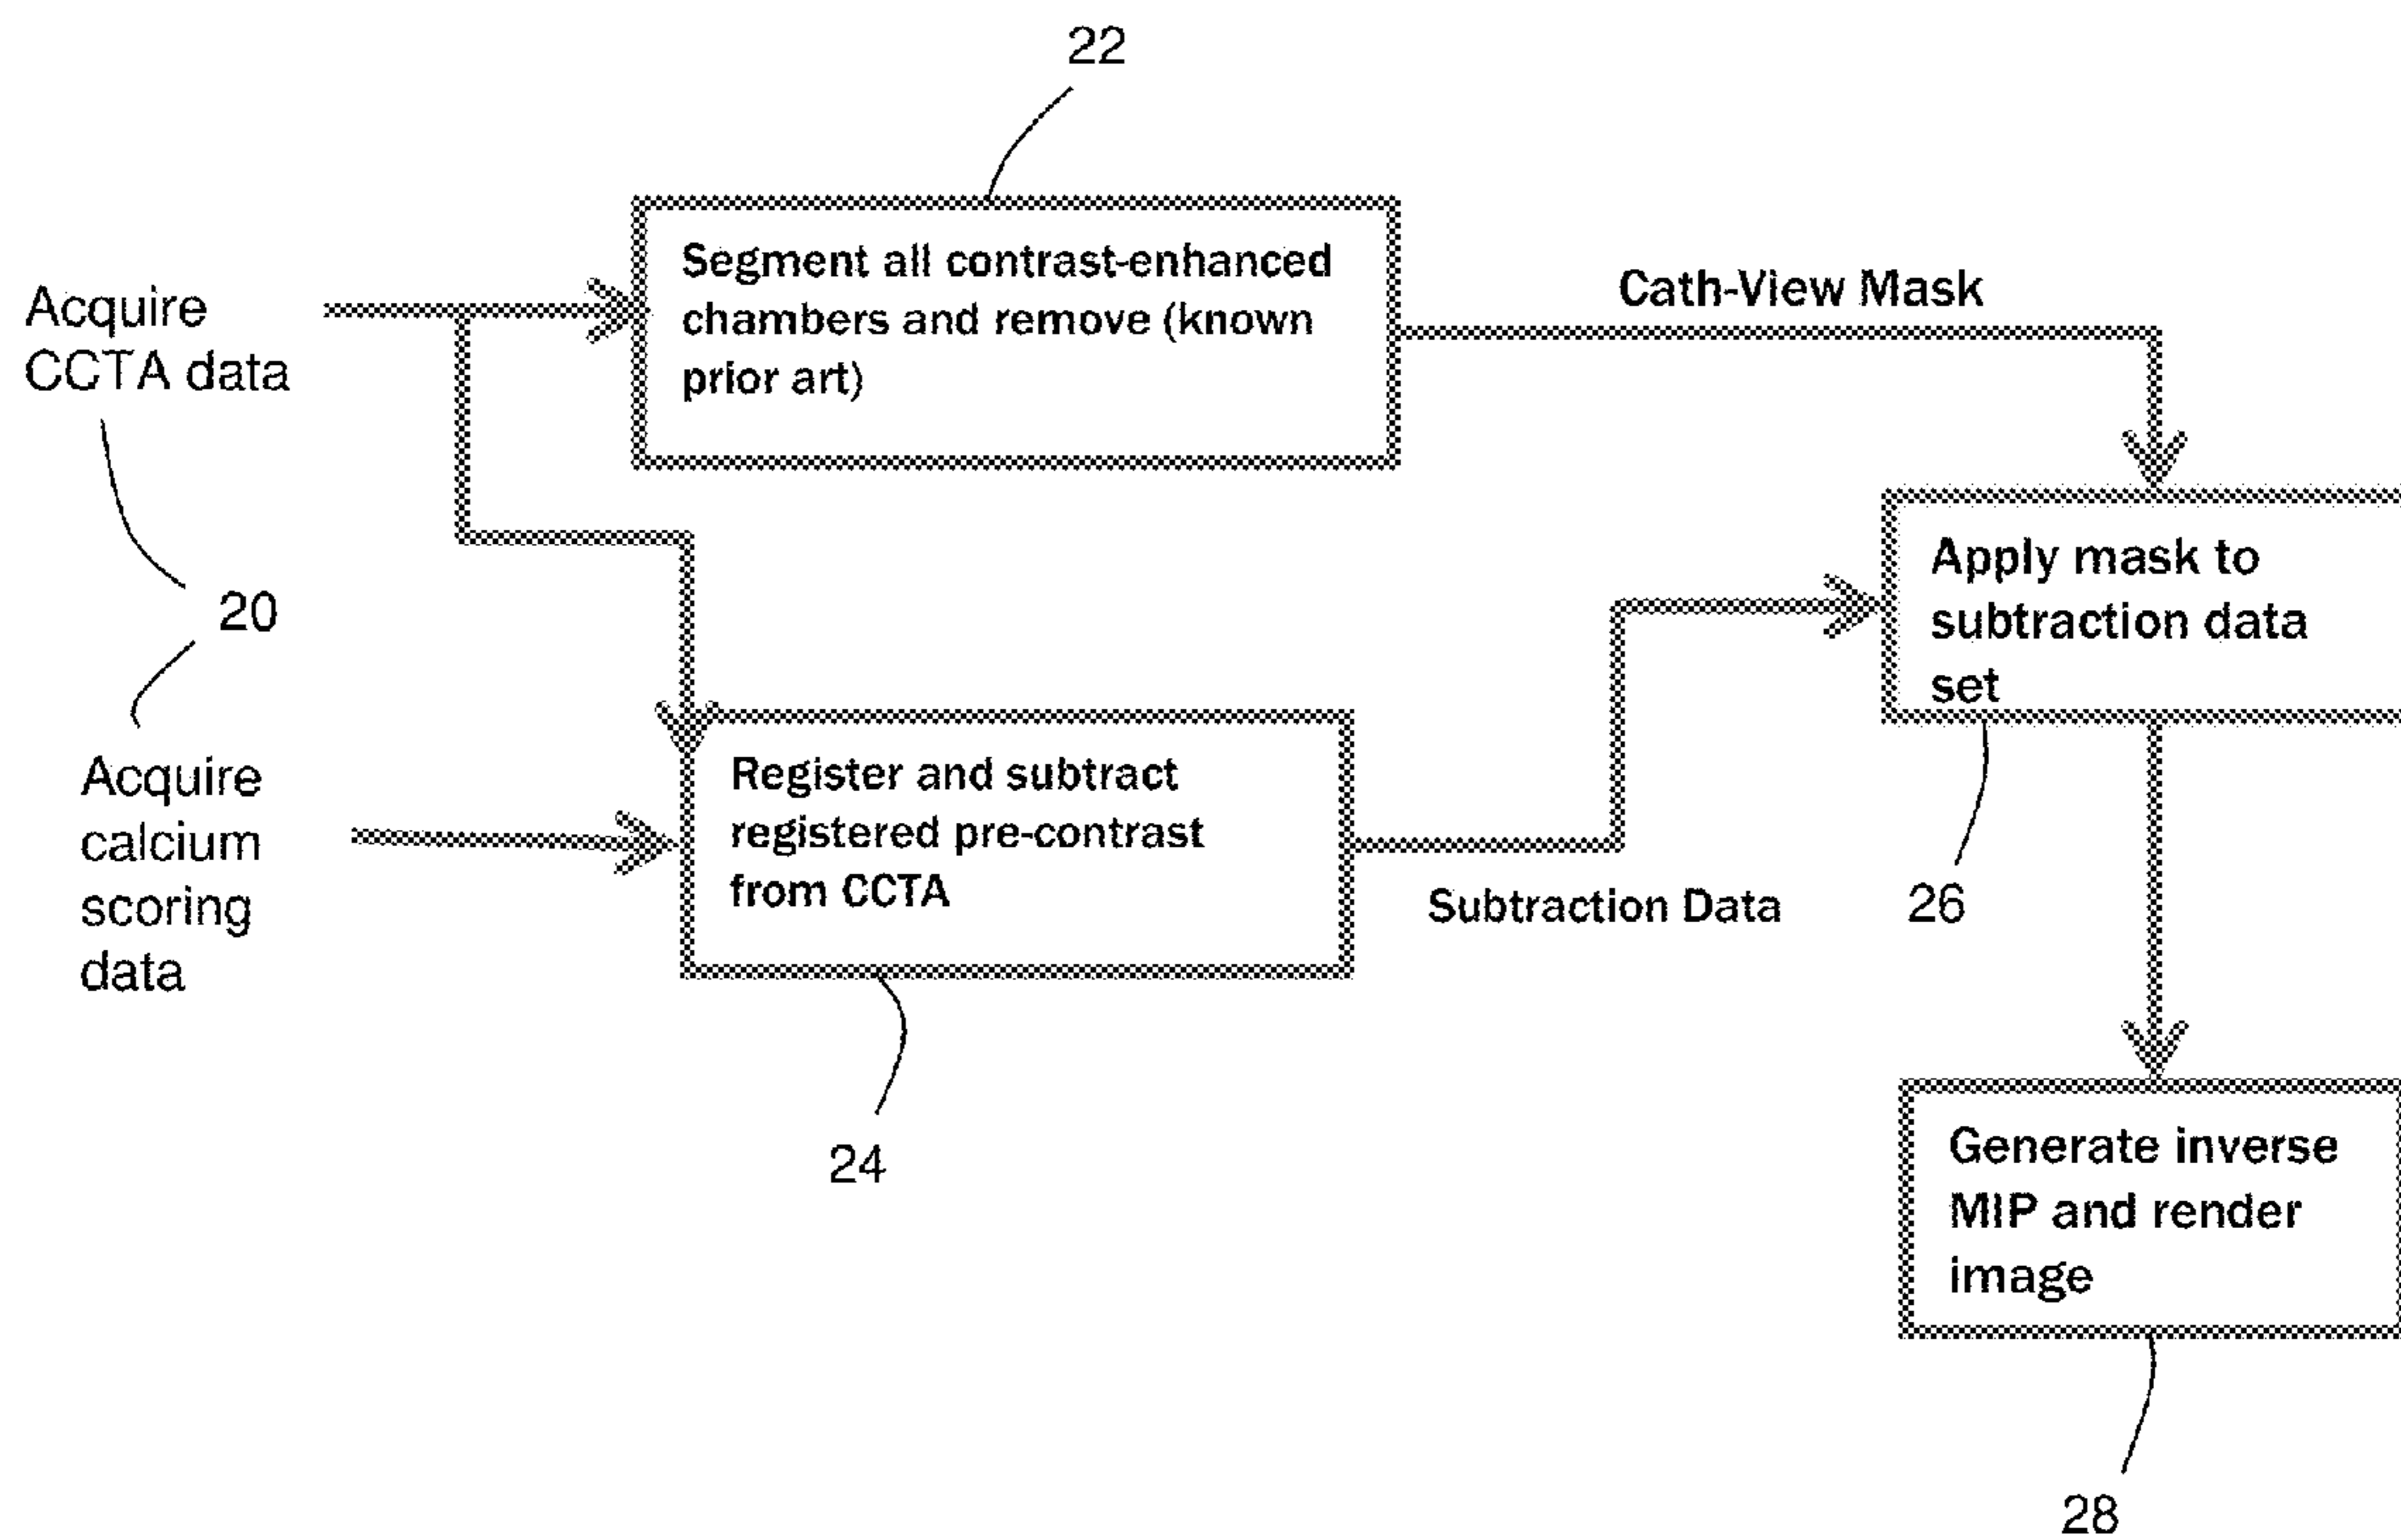 22
Segment all contrast-enhanced
chambers and remove (known
prior art)
Cath-View Mask
Acquire
CCTA data
20
Acquire
calcium
scoring
data
Register and subtract
registered pre-contrast
from CCTA
24
Subtraction Data
Apply mask to
subtraction data
set
26
Generate inverse
MIP and render
image
28